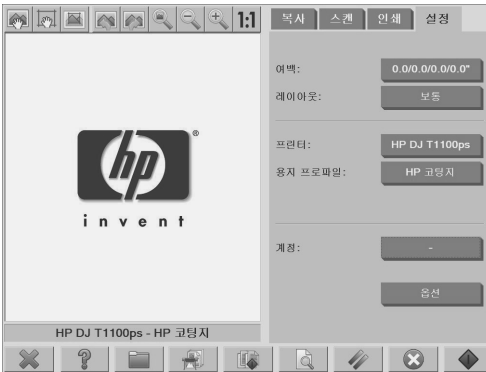 1:1
복사 스캔 인쇄 설정
여백: 0.0/0.0/0.0/0.0"
레이아웃: 보통
프린터: HP DJ T1100ps
용지 프로파일: HP 코팅지
계정: -
옵션
hp ®
invent
HP DJ T1100ps - HP 코팅지